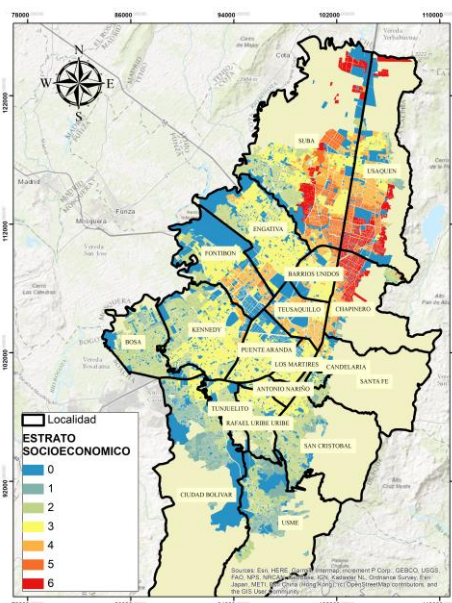 78000 86000 94000 102000 110000
N
W E
S
122000
112000
102000
92000
Cota
Madrid
Funza
Mosquera
SUBA
USAQUEN
ENGATIVA
FONTIBON
BARRIOS UNIDOS
TEUSAQUILLO
CHAPINERO
KENNEDY
BOSA
PUENTE ARANDA
LOS MARTIRES
CANDELARIA
SANTA FE
ANTONIO NARIÑO
TUNJUELITO
RAFAEL URIBE URIBE
SAN CRISTOBAL
CIUDAD BOLIVAR
USME
Localidad
ESTRATO
SOCIOECONOMICO
0
1
2
3
4
5
6
Sources: Esri, HERE, Garmin, Intermap, increment P Corp., GEBCO, USGS,
FAO, NPS, NRCAN, GeoBase, IGN, Kadaster NL, Ordnance Survey, Esri
Japan, METI, Esri China (Hong Kong), (c) OpenStreetMap contributors, and
the GIS User Community